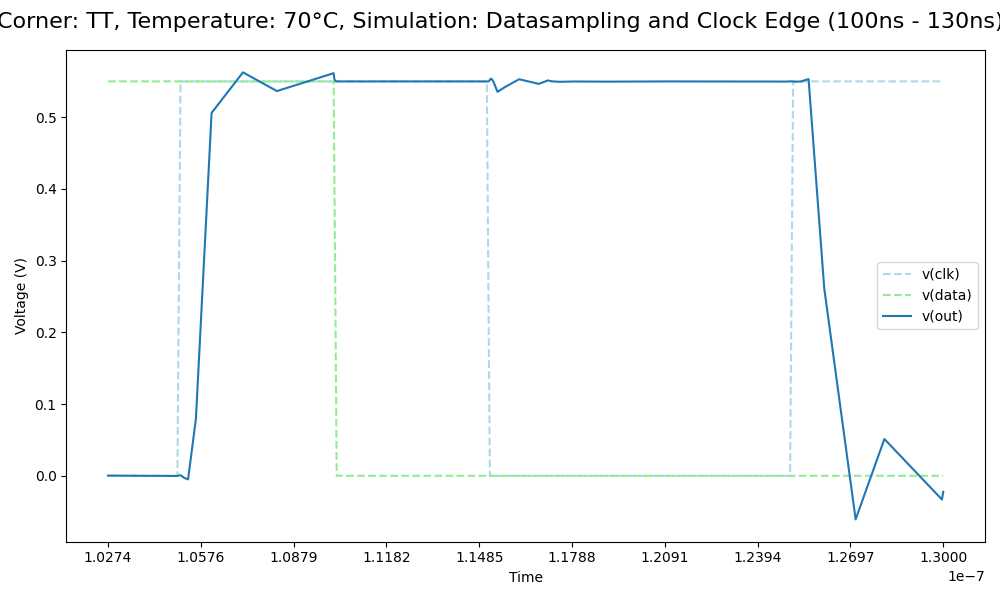 Corner: TT, Temperature: 70°C, Simulation: Datasampling and Clock Edge (100ns - 130ns)
Voltage (V)
0.5
0.4
0.3
0.2
0.1
0.0
v(clk)
v(data)
v(out)
1.0274 1.0576 1.0879 1.1182 1.1485 1.1788 1.2091 1.2394 1.2697 1.3000
1e−7
Time